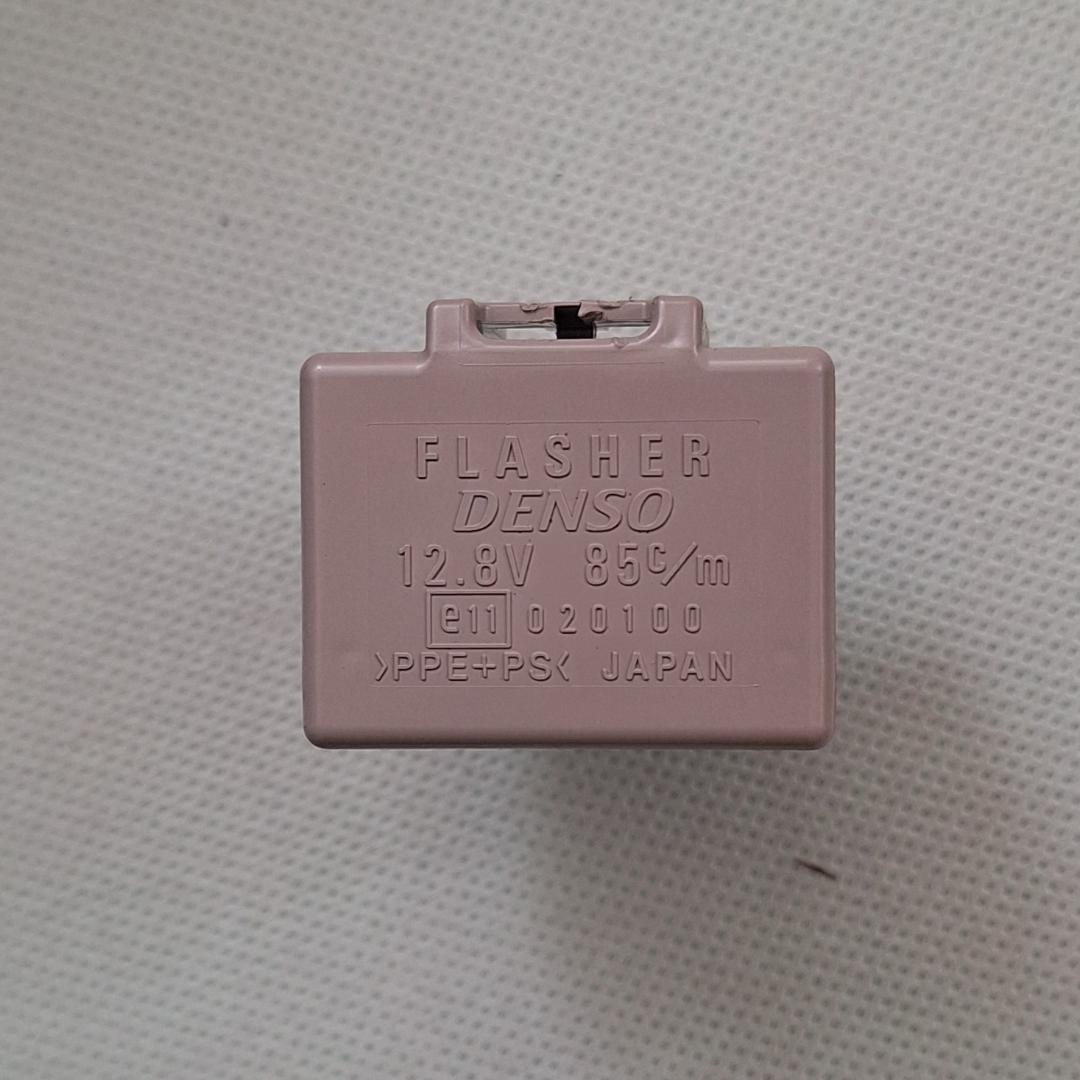 FLASHER
DENSO
12.8V 85c/m
e11 020100
>PPE+PS< JAPAN